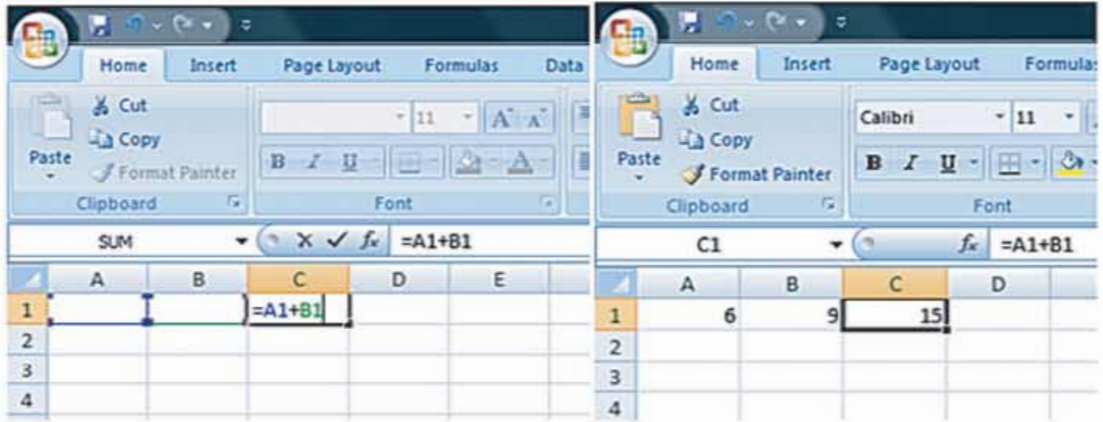 Home Insert Page Layout Formulas Data
Cut
Copy
Paste
Format Painter
11 A A
B I U A
Clipboard Font
SUM fx =A1+B1
A B C D E
1 =A1+B1
2
3
4
Home Insert Page Layout Formulas
Cut
Copy
Paste
Format Painter
Calibri 11
B I U
Clipboard Font
C1 fx =A1+B1
A B C D
1 6 9 15
2
3
4